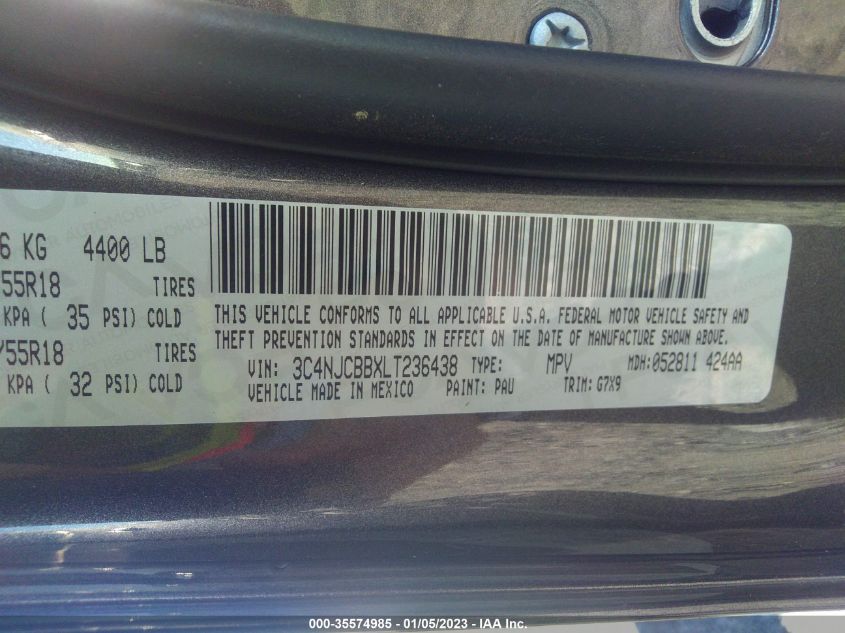 6 KG 4400 LB
55R18 TIRES
KPA ( 35 PSI) COLD
/55R18 TIRES
KPA ( 32 PSI) COLD
THIS VEHICLE CONFORMS TO ALL APPLICABLE U.S.A. FEDERAL MOTOR VEHICLE SAFETY AND
THEFT PREVENTION STANDARDS IN EFFECT ON THE DATE OF MANUFACTURE SHOWN ABOVE.
VIN: 3C4NJCBBXLT236438 TYPE: MPV MDH:052811 424AA
VEHICLE MADE IN MEXICO PAINT: PAU TRIM: G7X9
000-35574985 - 01/05/2023 - © IAA Inc.